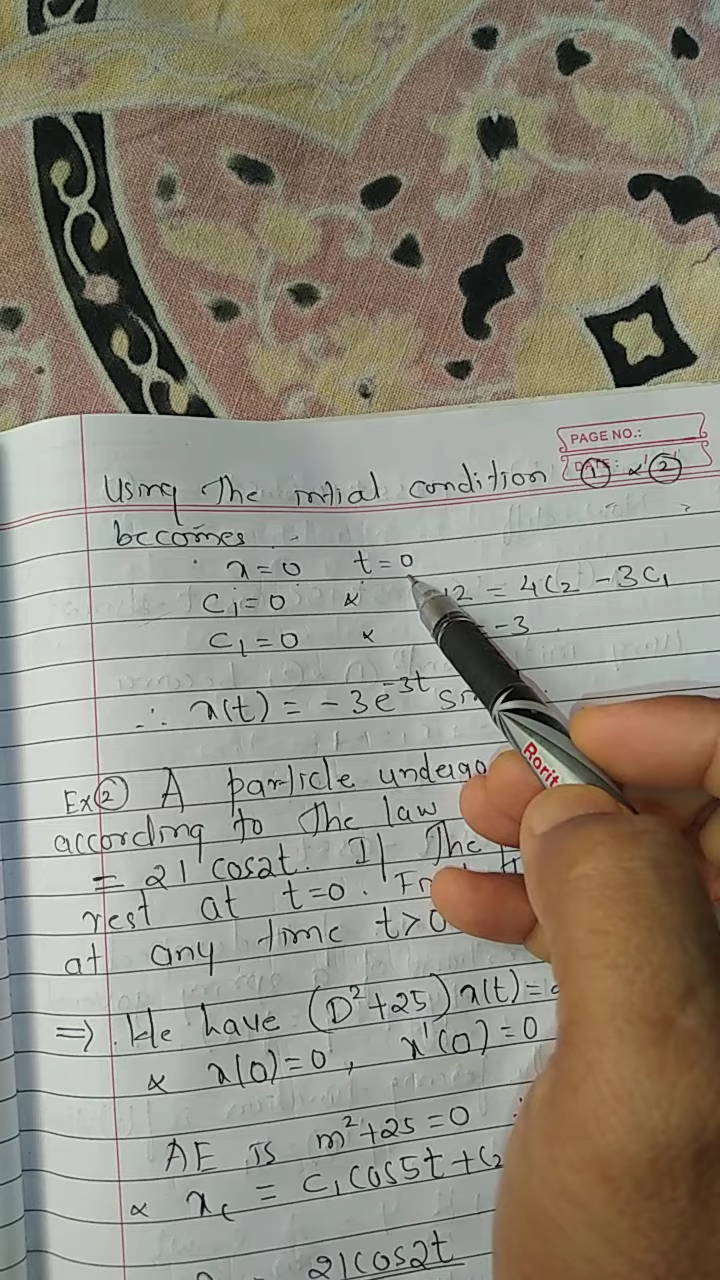 PAGE NO.:
Using The initial condition ① & ②
becomes
x=0 t=0
C1=0 & 12 = 4C2 - 3C1
C1=0 & = -3
∴ x(t) = -3e^-3t
Rorit
Ex② A particle undergo
according to The law
= 21 cos2t. If The
rest at t=0.
at any time t>0
⇒ We have (D²+25) x(t) =
& x(0)=0, x'(0)=0
AE is m²+25=0
& xc = C1cos5t+C2
21cos2t